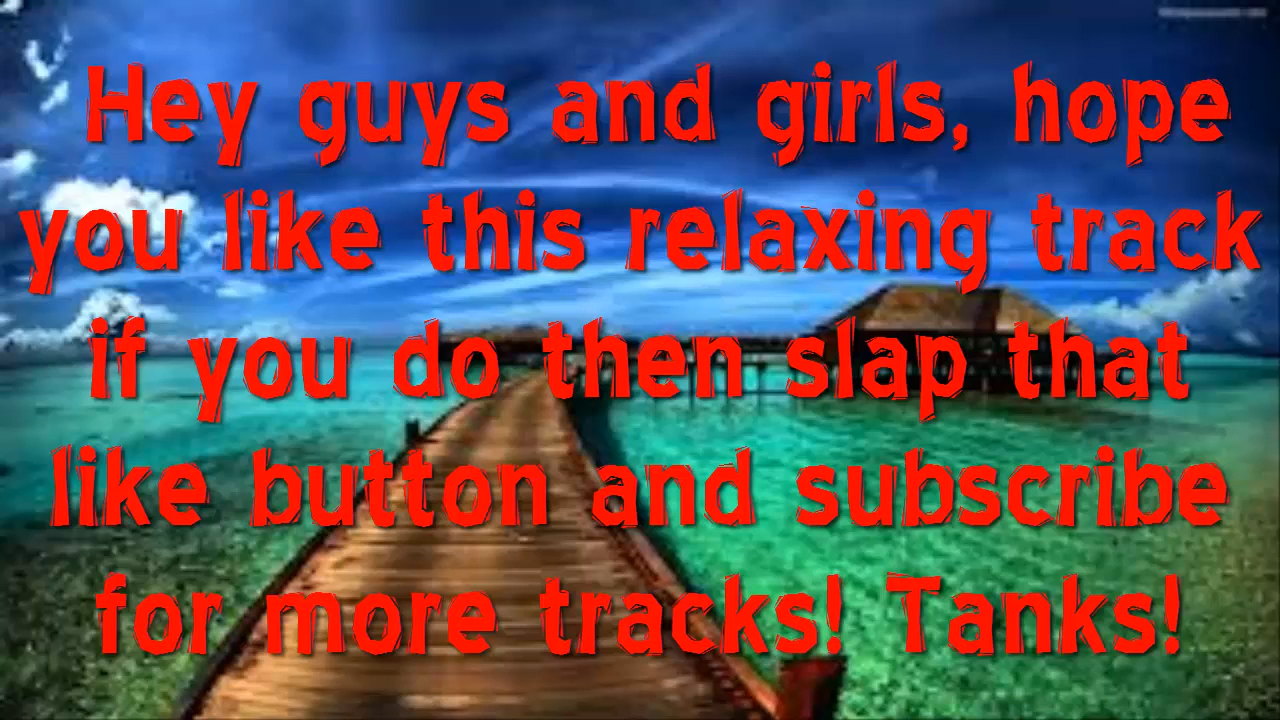 Hey guys and girls, hope
you like this relaxing track
if you do then slap that
like button and subscribe
for more tracks! Tanks!